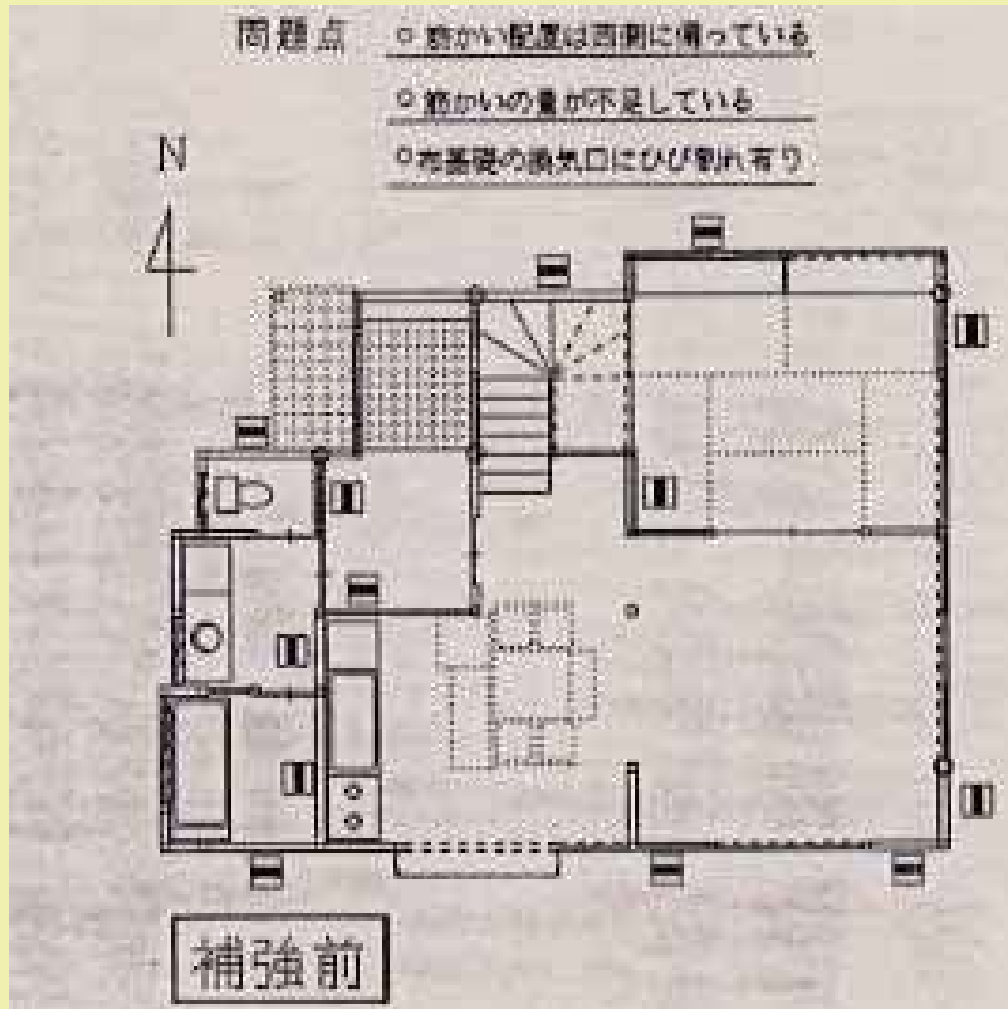 問題点
○ 筋かい配置は西側に偏っている
○ 筋かいの量が不足している
○ 布基礎の換気口にひび割れ有り
N
補強前